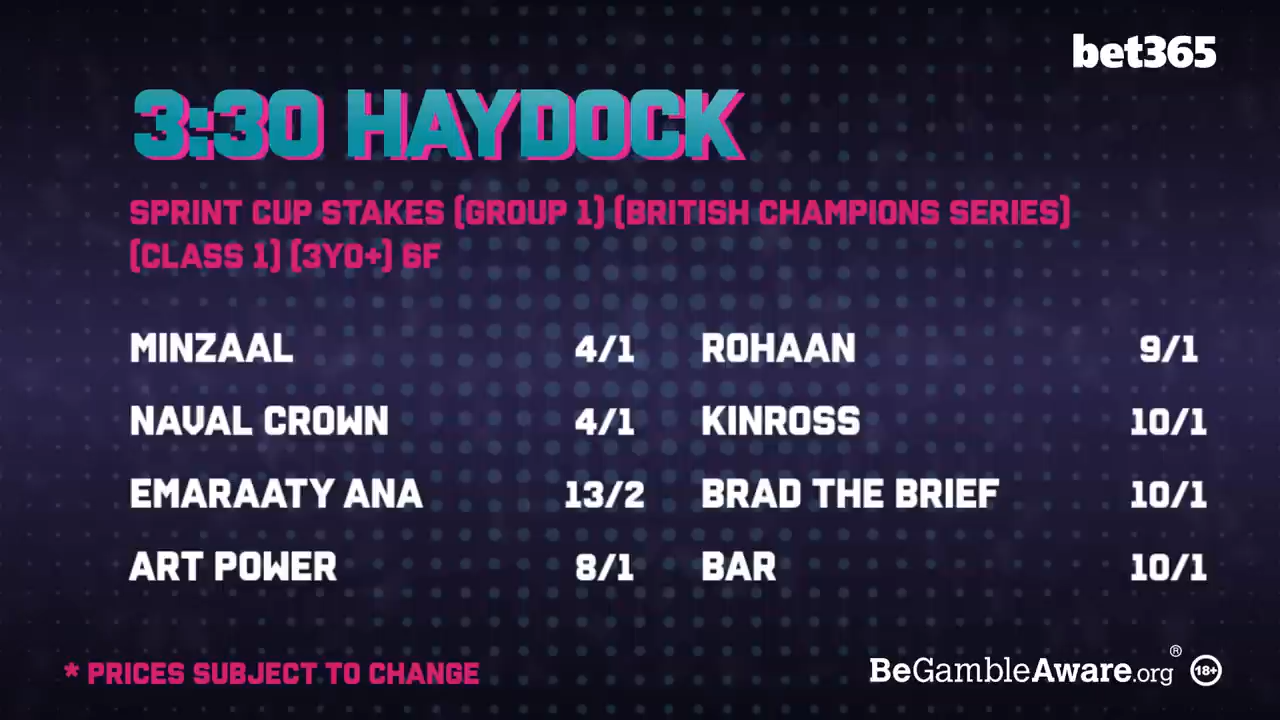 bet365
3:30 HAYDOCK
SPRINT CUP STAKES (GROUP 1) (BRITISH CHAMPIONS SERIES)
(CLASS 1) (3YO+) 6F
MINZAAL 4/1
NAVAL CROWN 4/1
EMARAATY ANA 13/2
ART POWER 8/1
ROHAAN 9/1
KINROSS 10/1
BRAD THE BRIEF 10/1
BAR 10/1
* PRICES SUBJECT TO CHANGE
BeGambleAware.org® 18+